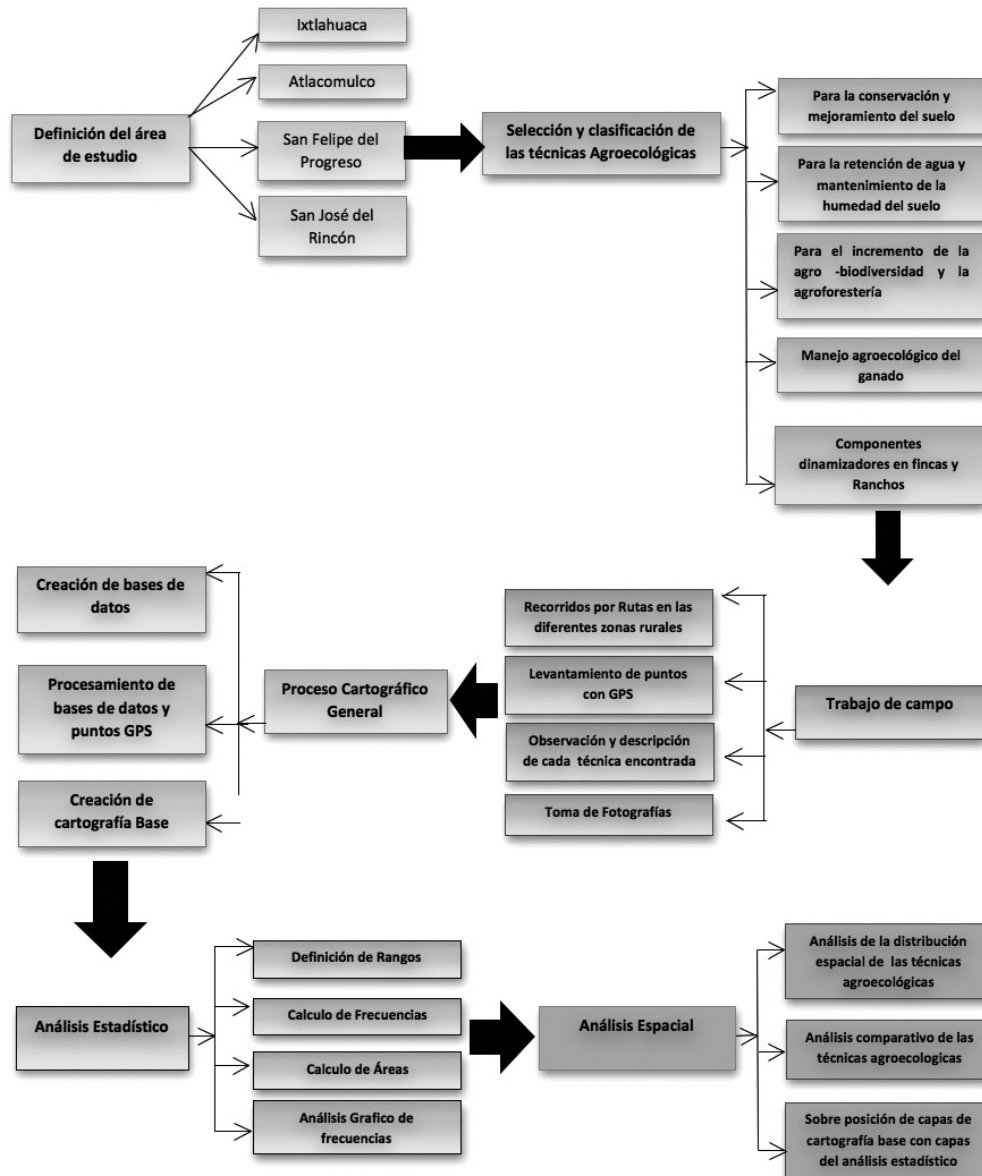 Definición del área
de estudio
Ixtlahuaca
Atlacomulco
San Felipe del
Progreso
San José del
Rincón
Selección y clasificación de
las técnicas Agroecológicas
Para la conservación y
mejoramiento del suelo
Para la retención de agua y
mantenimiento de la
humedad del suelo
Para el incremento de la
agro -biodiversidad y la
agroforestería
Manejo agroecológico del
ganado
Componentes
dinamizadores en fincas y
Ranchos
Trabajo de campo
Recorridos por Rutas en las
diferentes zonas rurales
Levantamiento de puntos
con GPS
Observación y descripción
de cada técnica encontrada
Toma de Fotografías
Proceso Cartográfico
General
Creación de bases de
datos
Procesamiento de
bases de datos y
puntos GPS
Creación de
cartografía Base
Análisis Estadístico
Definición de Rangos
Calculo de Frecuencias
Calculo de Áreas
Análisis Grafico de
frecuencias
Análisis Espacial
Análisis de la distribución
espacial de las técnicas
agroecológicas
Análisis comparativo de las
técnicas agroecologicas
Sobre posición de capas de
cartografía base con capas
del análisis estadístico